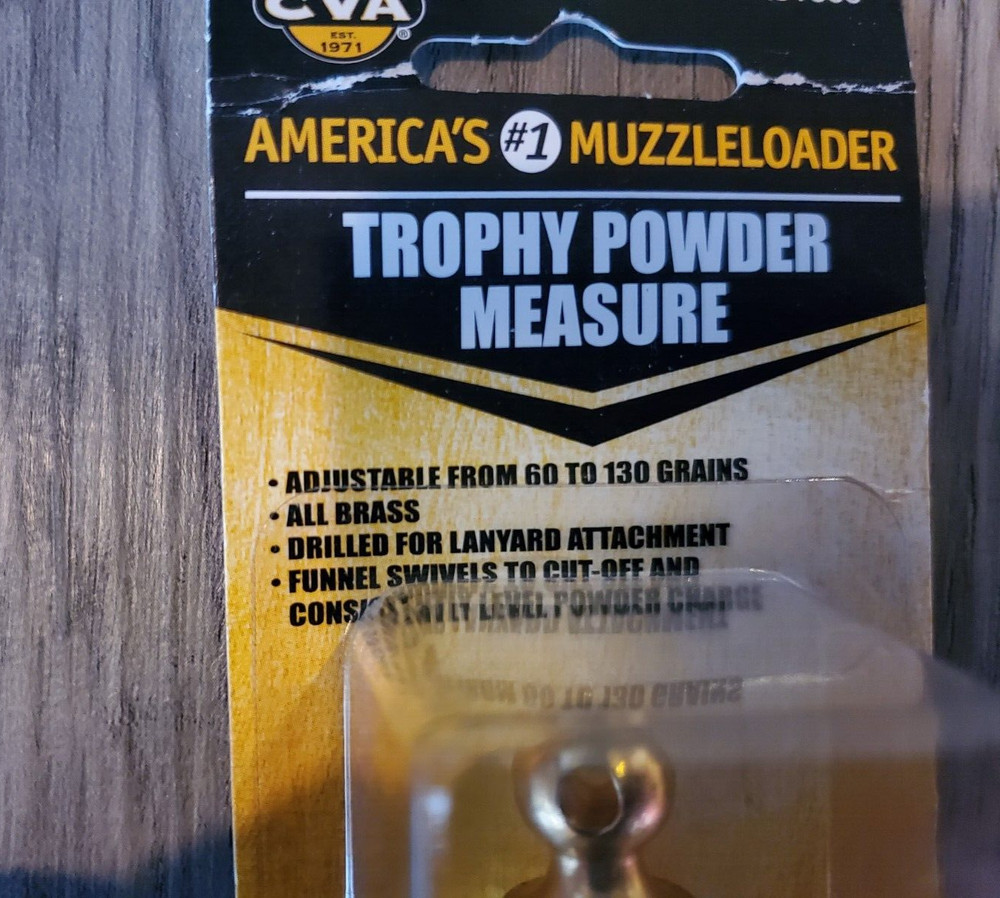 CVA
EST.
1971
®
AMERICA'S #1 MUZZLELOADER
TROPHY POWDER
MEASURE
• ADJUSTABLE FROM 60 TO 130 GRAINS
• ALL BRASS
• DRILLED FOR LANYARD ATTACHMENT
• FUNNEL SWIVELS TO CUT-OFF AND
CONSISTENTLY LEVEL POWDER CHARGE